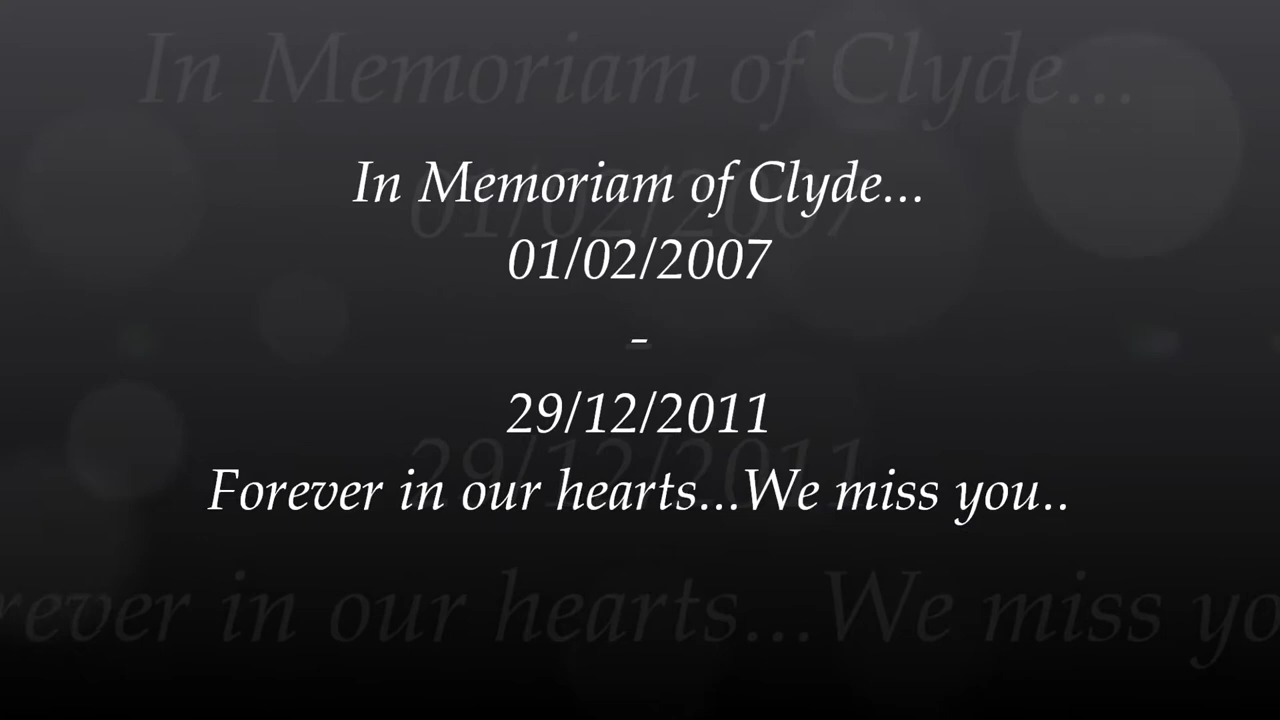 In Memoriam of Clyde...
01/02/2007
-
29/12/2011
Forever in our hearts...We miss you..